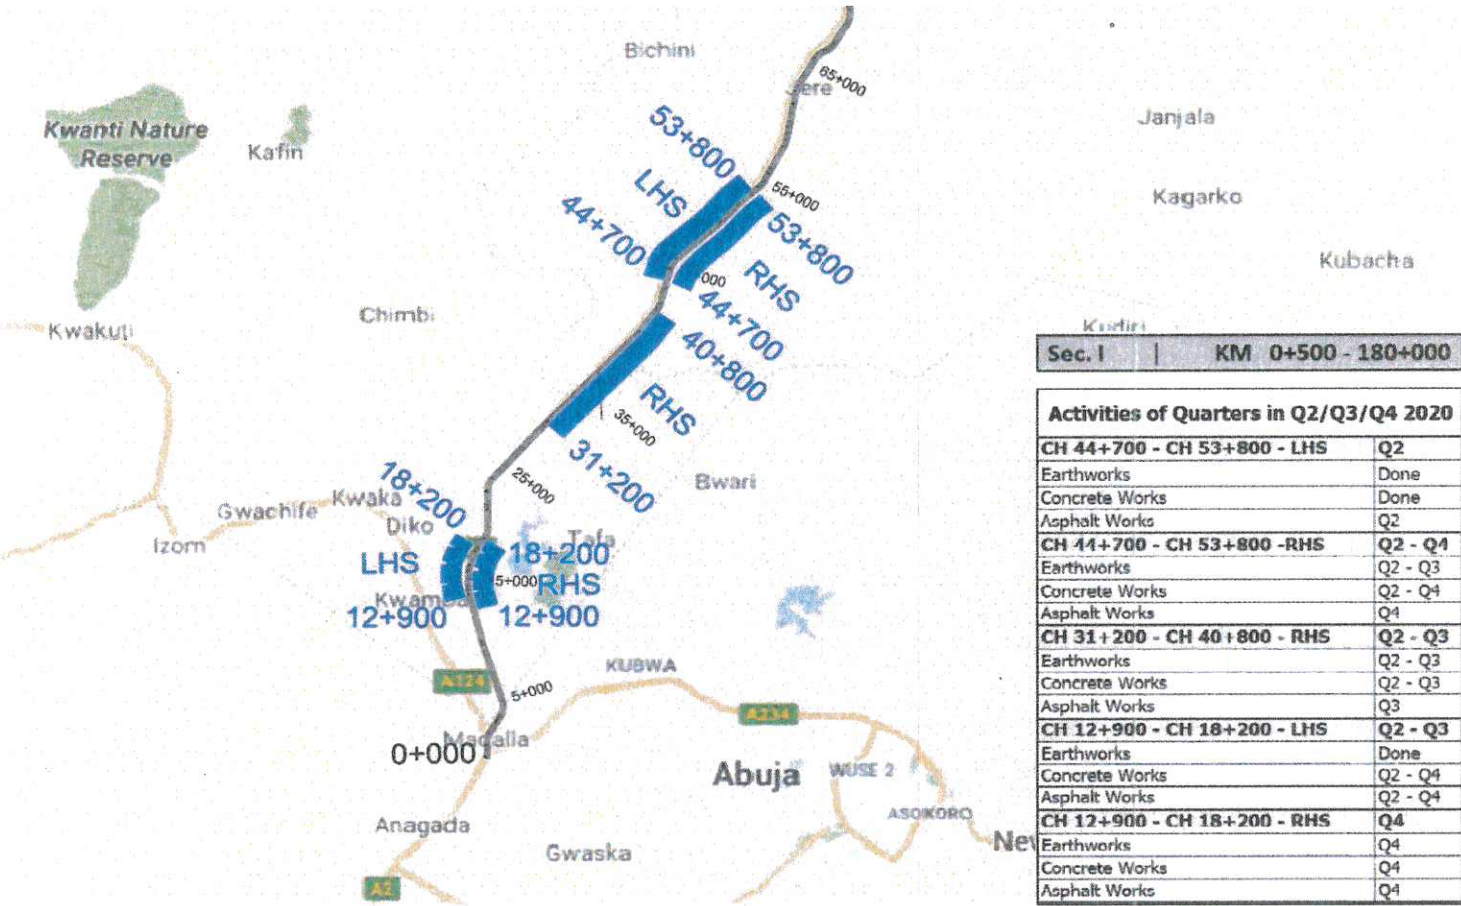 Bichini
65+000
Jere
Janjala
Kwanti Nature
Reserve
Kafin
53+800
LHS
44+700
55+000
53+800
RHS
44+700
000
Kagarko
Kubacha
Chimbi
Kwakuti
Kudiri
40+800
RHS
35+000
31+200
Sec. I | KM 0+500 - 180+000
Activities of Quarters in Q2/Q3/Q4 2020
CH 44+700 - CH 53+800 - LHS Q2
Earthworks Done
Concrete Works Done
Asphalt Works Q2
CH 44+700 - CH 53+800 -RHS Q2 - Q4
Earthworks Q2 - Q3
Concrete Works Q2 - Q4
Asphalt Works Q4
CH 31+200 - CH 40+800 - RHS Q2 - Q3
Earthworks Q2 - Q3
Concrete Works Q2 - Q3
Asphalt Works Q3
CH 12+900 - CH 18+200 - LHS Q2 - Q3
Earthworks Done
Concrete Works Q2 - Q4
Asphalt Works Q2 - Q4
CH 12+900 - CH 18+200 - RHS Q4
Earthworks Q4
Concrete Works Q4
Asphalt Works Q4
25+000
Bwari
18+200
Gwachife
Kwaka
Diko
Izom
Tafa
LHS
18+200
5+000
RHS
12+900
12+900
KUBWA
A124
5+000
A234
Madalla
0+000
Abuja
WUSE 2
ASOKORO
Anagada
Gwaska
A2